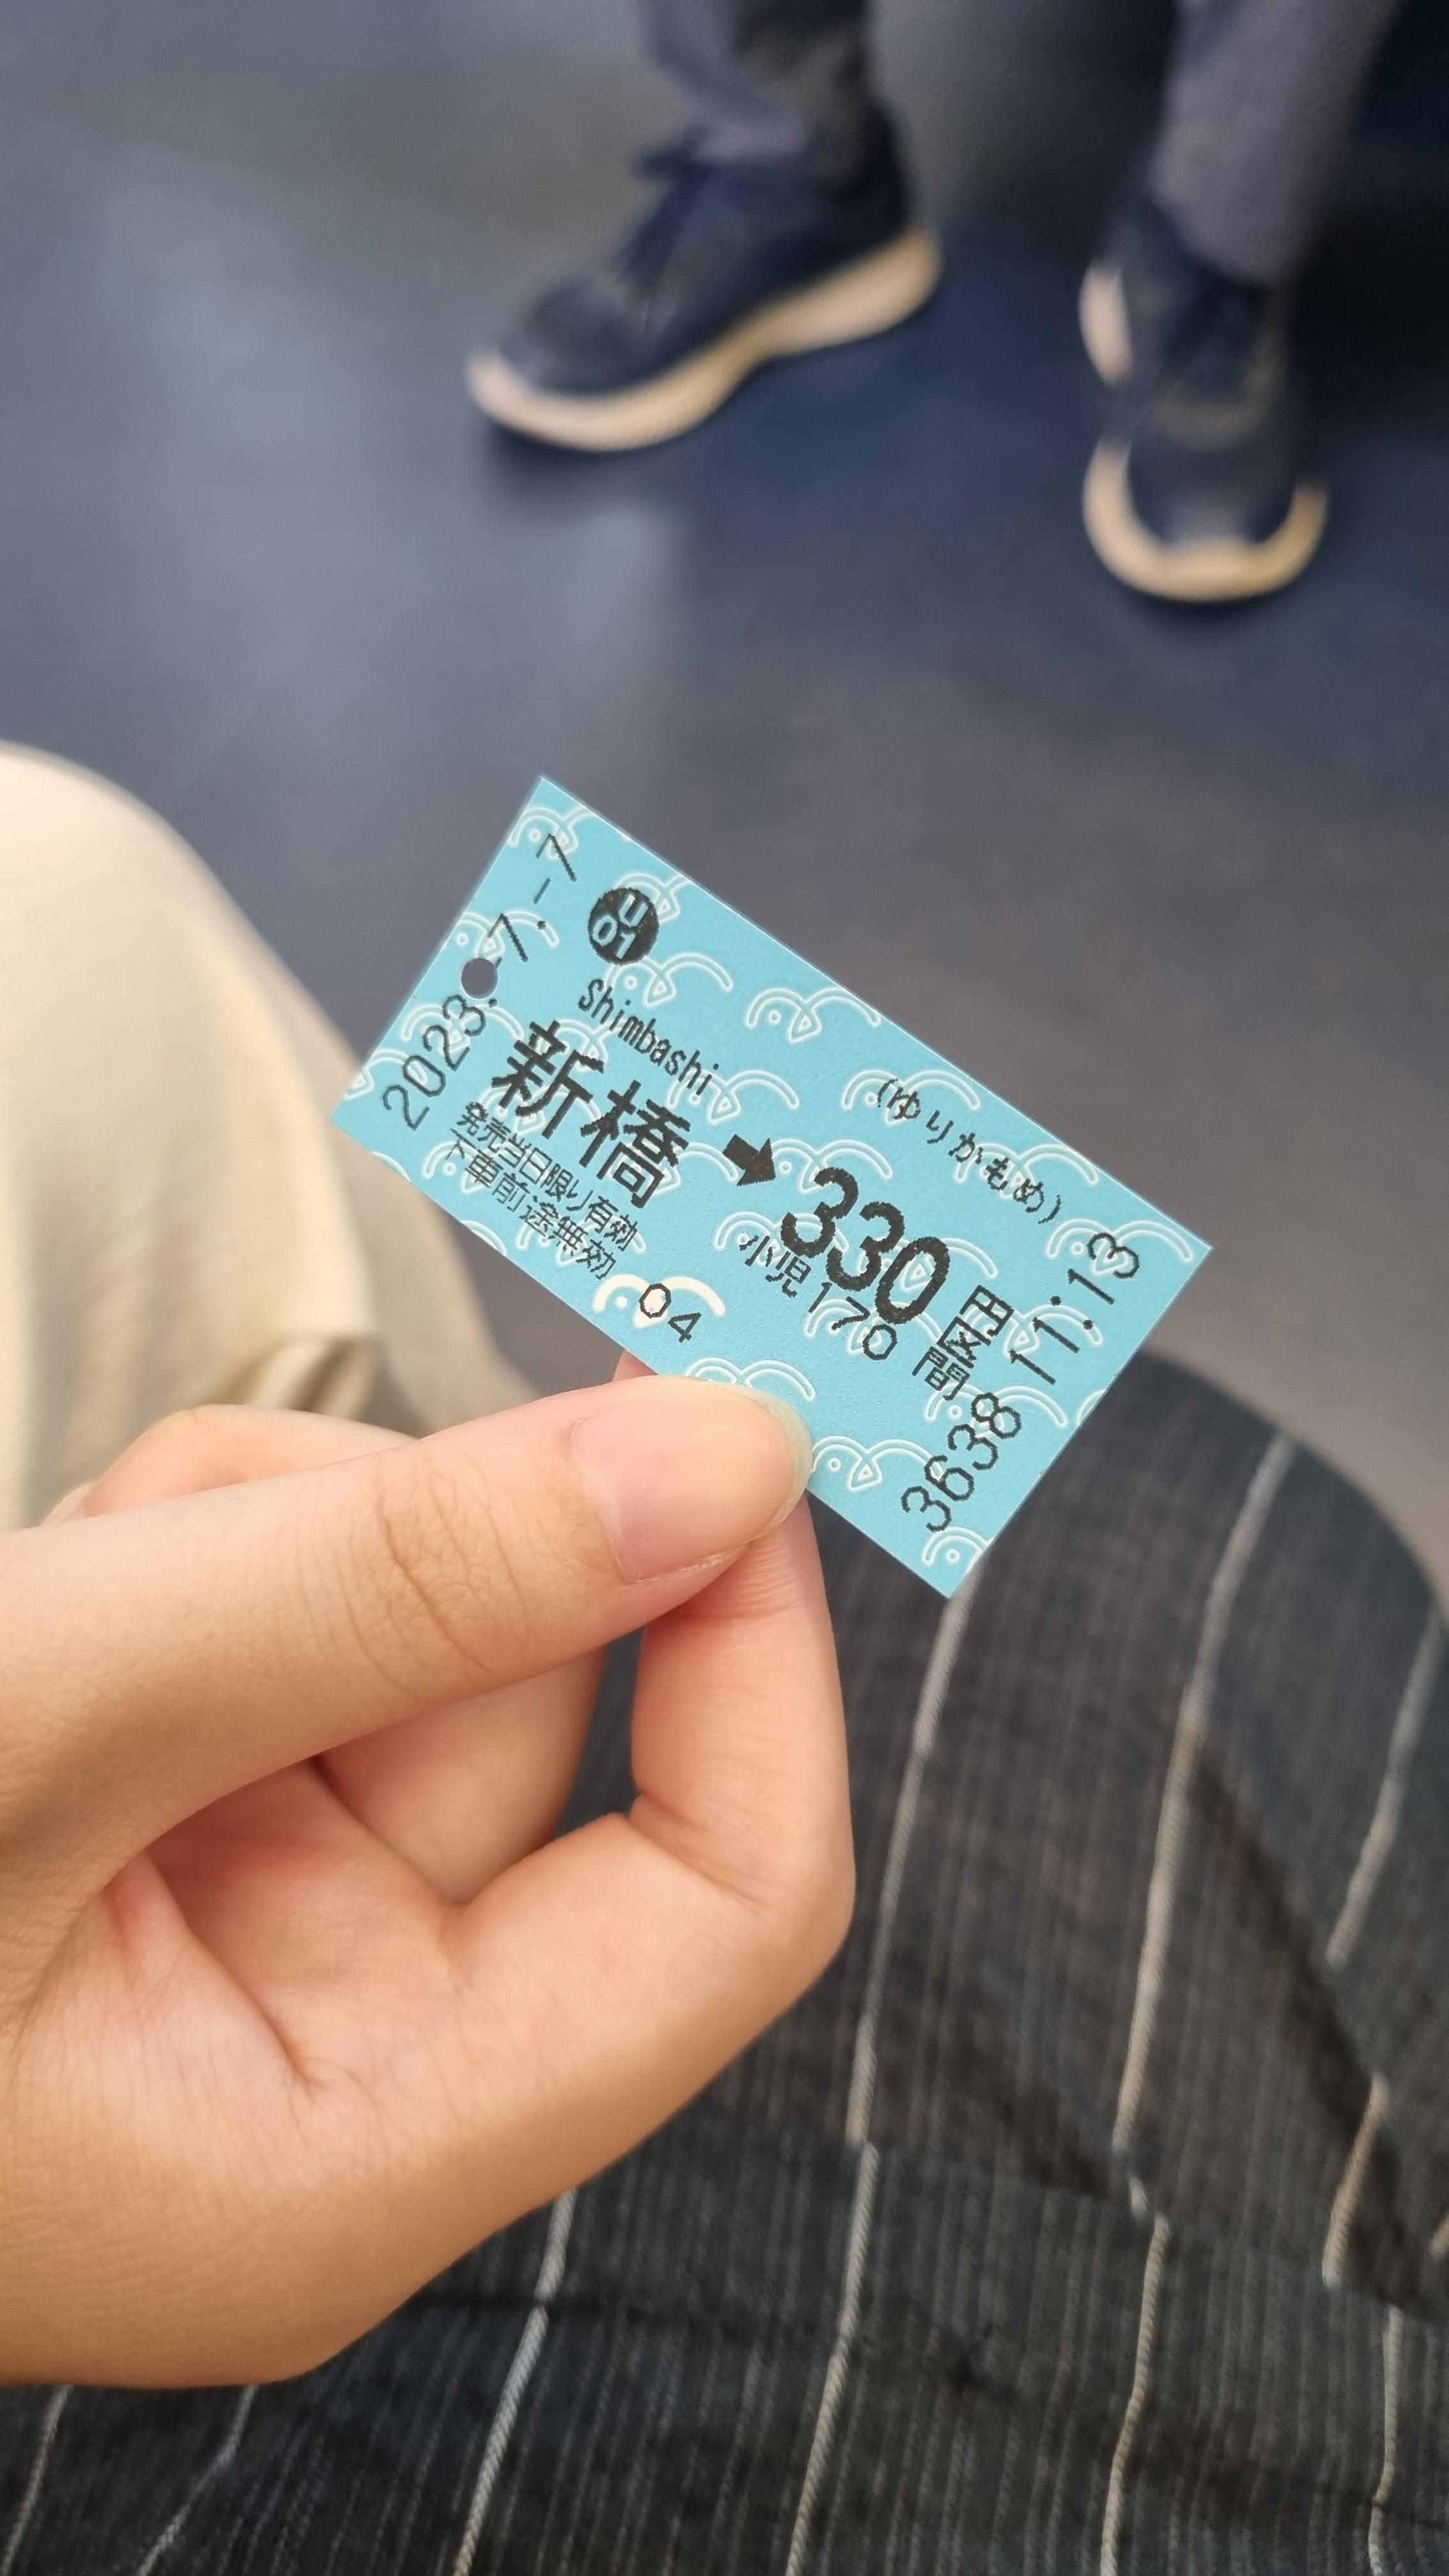 2023.-7.-7
U
01
Shimbashi
(ゆりかもめ)
新橋➡330円区間
発売当日限り有効
小児170
下車前途無効
04
3638 11:13